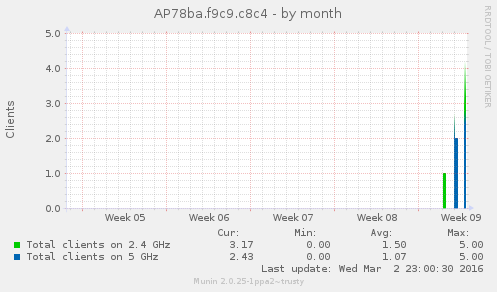 AP78ba.f9c9.c8c4 - by month
RRDTOOL / TOBI OETIKER
Clients
5.0
4.0
3.0
2.0
1.0
0.0
Week 05 Week 06 Week 07 Week 08 Week 09
Cur: Min: Avg: Max:
Total clients on 2.4 GHz 3.17 0.00 1.50 5.00
Total clients on 5 GHz 2.43 0.00 1.07 5.00
Last update: Wed Mar 2 23:00:30 2016
Munin 2.0.25-1ppa2~trusty